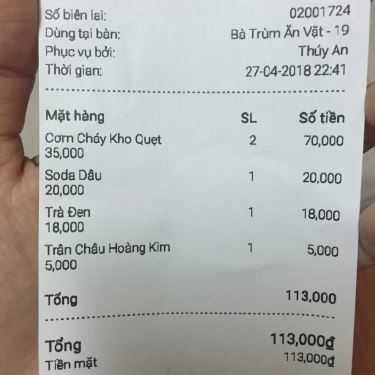 Số biên lai: 02001724
Dùng tại bàn: Bà Trùm Ăn Vặt - 19
Phục vụ bởi: Thúy An
Thời gian: 27-04-2018 22:41
Mặt hàng SL Số tiền
Cơm Cháy Kho Quẹt 2 70,000
35,000
Soda Dâu 1 20,000
20,000
Trà Đen 1 18,000
18,000
Trân Châu Hoàng Kim 1 5,000
5,000
Tổng 113,000
Tổng 113,000₫
Tiền mặt 113,000₫